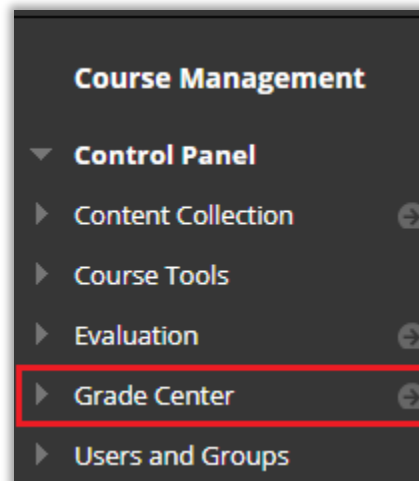 Course Management
Control Panel
Content Collection
Course Tools
Evaluation
Grade Center
Users and Groups